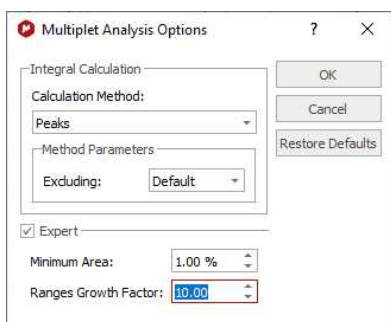 Multiplet Analysis Options ?
Integral Calculation
Calculation Method:
Peaks
Method Parameters
Excluding: Default
OK
Cancel
Restore Defaults
Expert
Minimum Area: 1.00 %
Ranges Growth Factor: 10.00